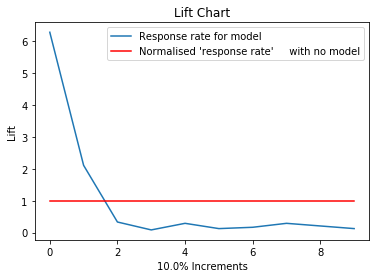 Lift Chart
Response rate for model
Normalised 'response rate'     with no model
Lift
6
5
4
3
2
1
0
0 2 4 6 8
10.0% Increments